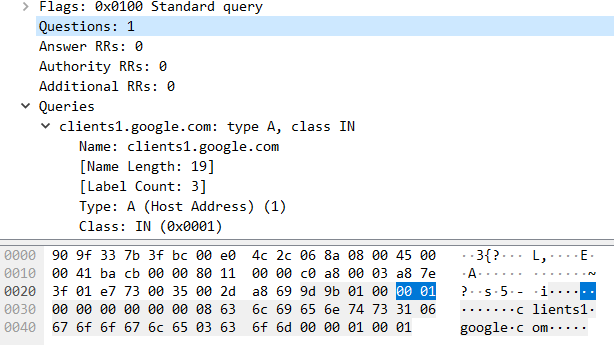 Flags: 0x0100 Standard query
Questions: 1
Answer RRs: 0
Authority RRs: 0
Additional RRs: 0
Queries
clients1.google.com: type A, class IN
Name: clients1.google.com
[Name Length: 19]
[Label Count: 3]
Type: A (Host Address) (1)
Class: IN (0x0001)
0000 90 9f 33 7b 3f bc 00 e0 4c 2c 06 8a 08 00 45 00 ··3{?··· L,····E·
0010 00 41 ba cb 00 00 80 11 00 00 c0 a8 00 03 a8 7e ·A······ ·······~
0020 3f 01 e7 73 00 35 00 2d a8 69 9d 9b 01 00 00 01 ?··s·5·- ·i······
0030 00 00 00 00 00 00 08 63 6c 69 65 6e 74 73 31 06 ·······c lients1·
0040 67 6f 6f 67 6c 65 03 63 6f 6d 00 00 01 00 01 google·c om·····